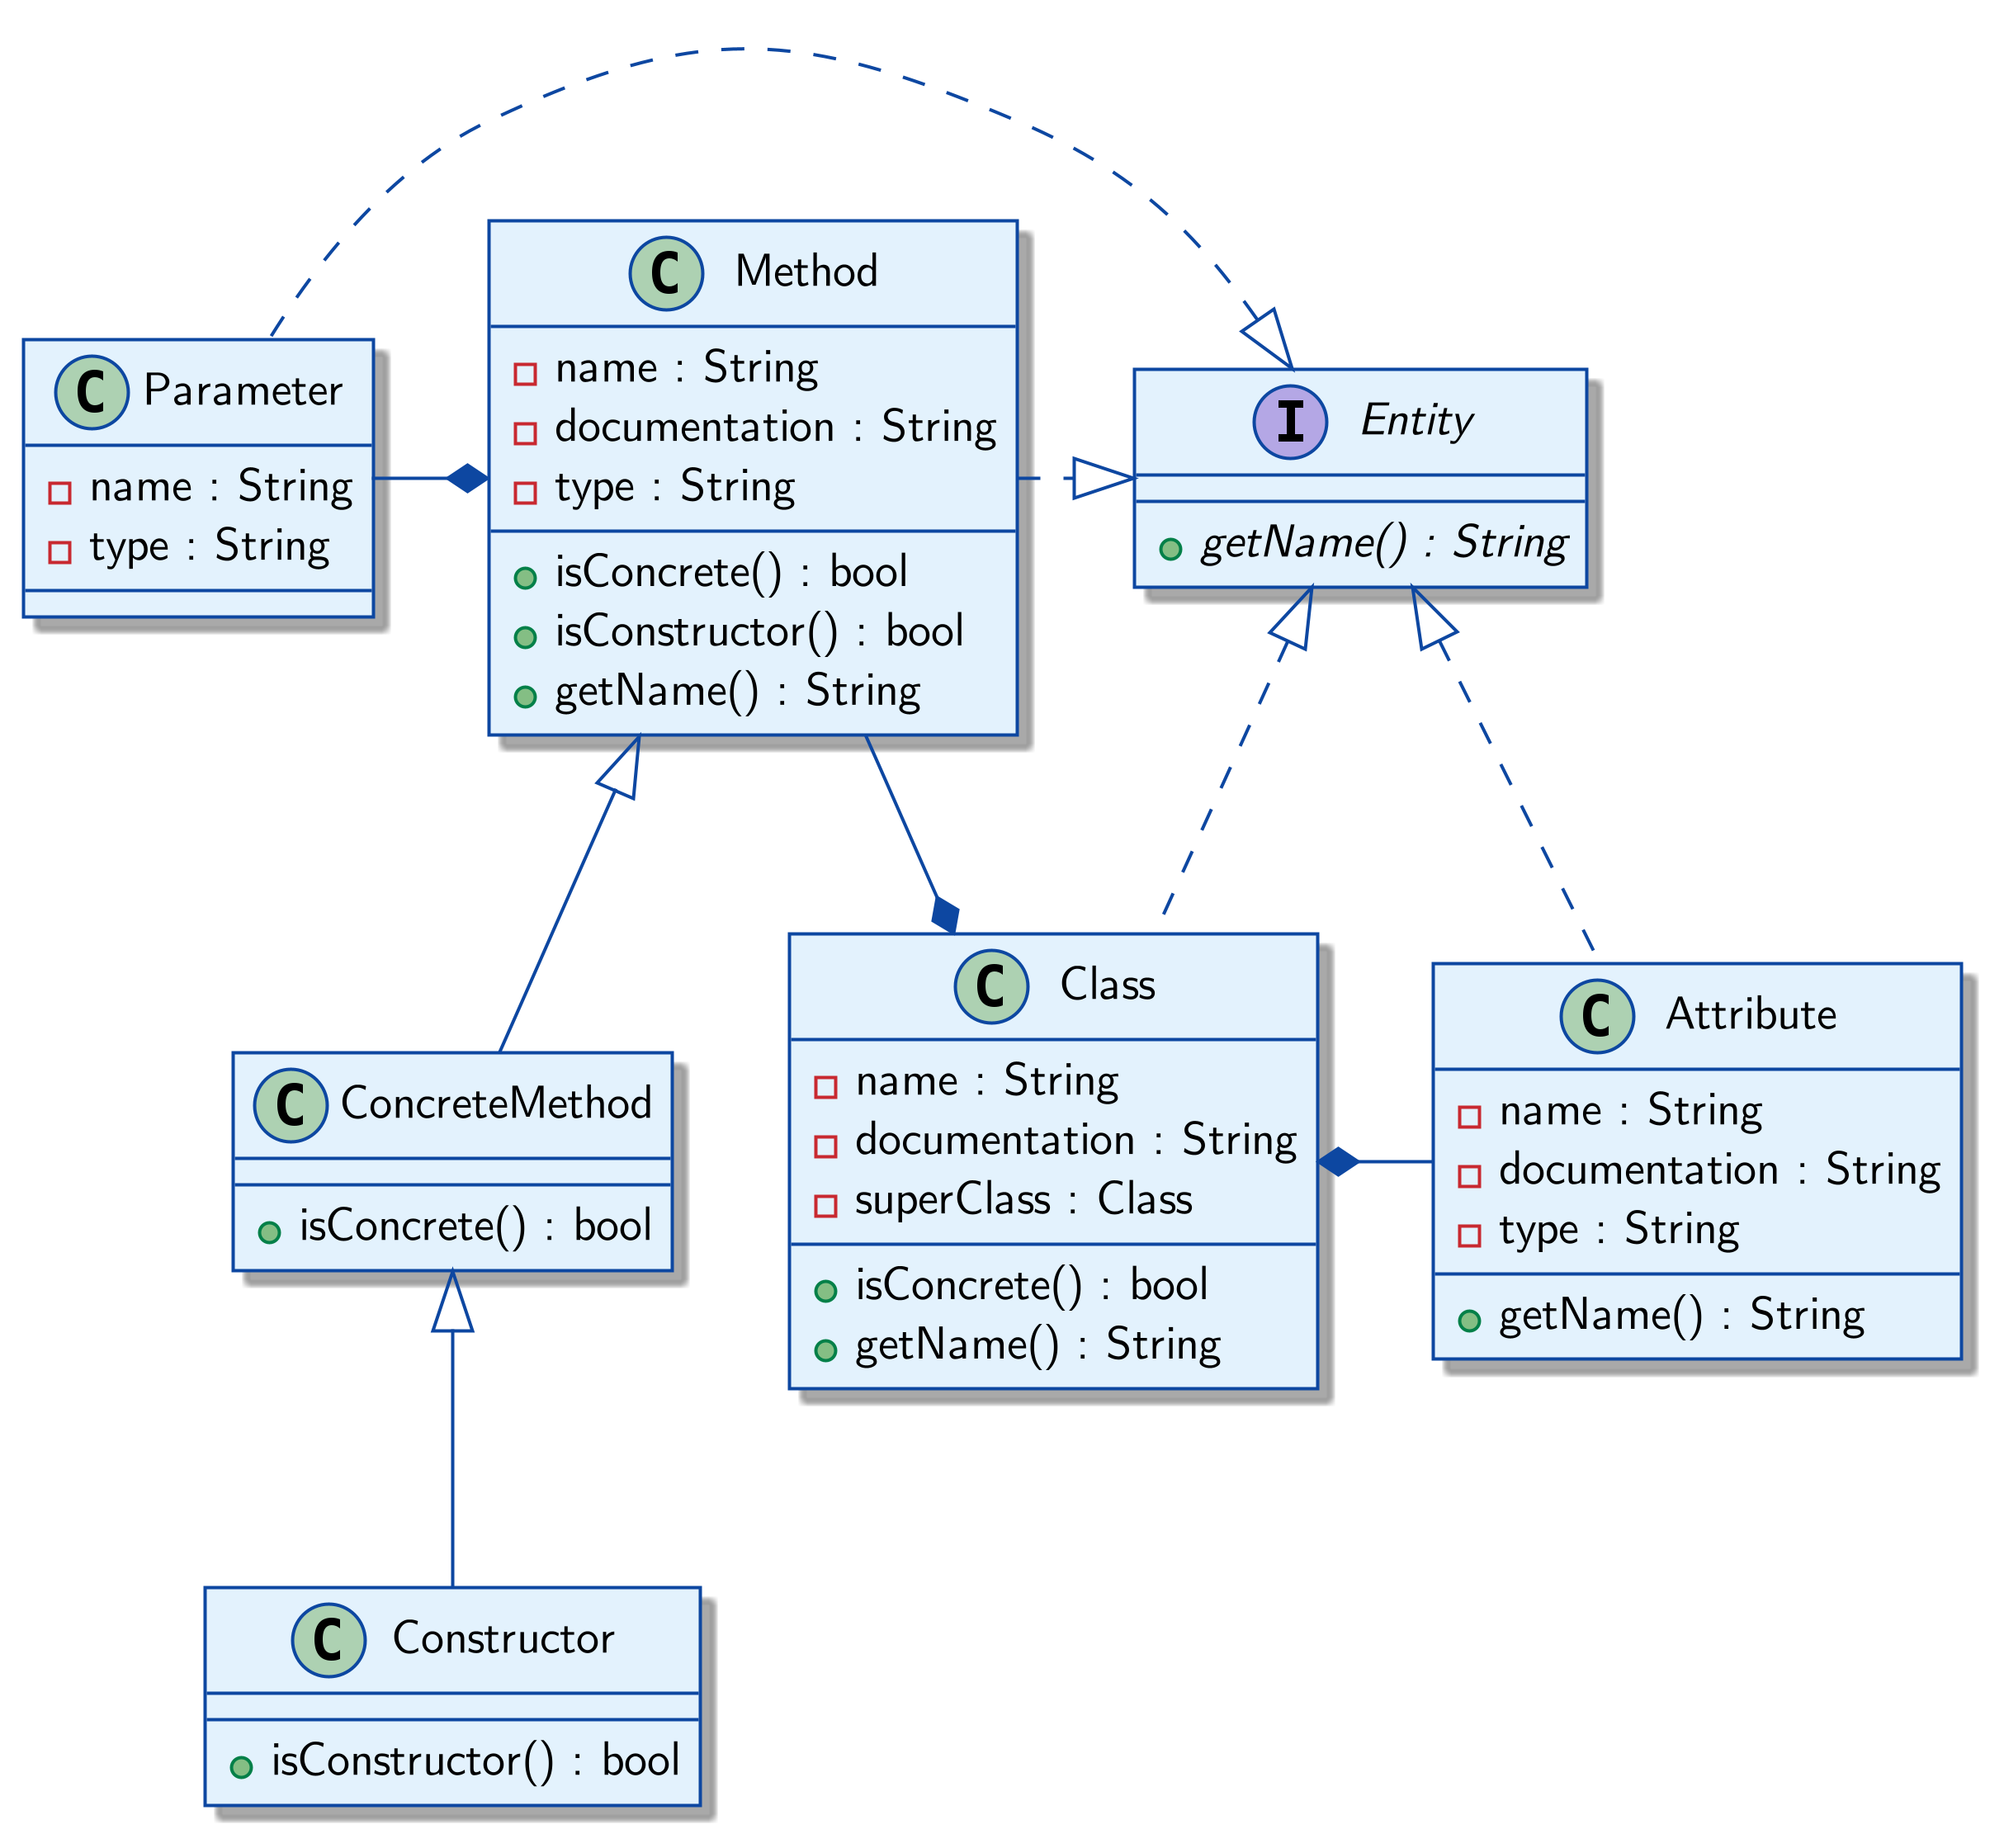 C Method
name : String
documentation : String
type : String
isConcrete() : bool
isConstructor() : bool
getName() : String
C Parameter
name : String
type : String
I Entity
getName() : String
C Class
name : String
documentation : String
superClass : Class
isConcrete() : bool
getName() : String
C Attribute
name : String
documentation : String
type : String
getName() : String
C ConcreteMethod
isConcrete() : bool
C Constructor
isConstructor() : bool